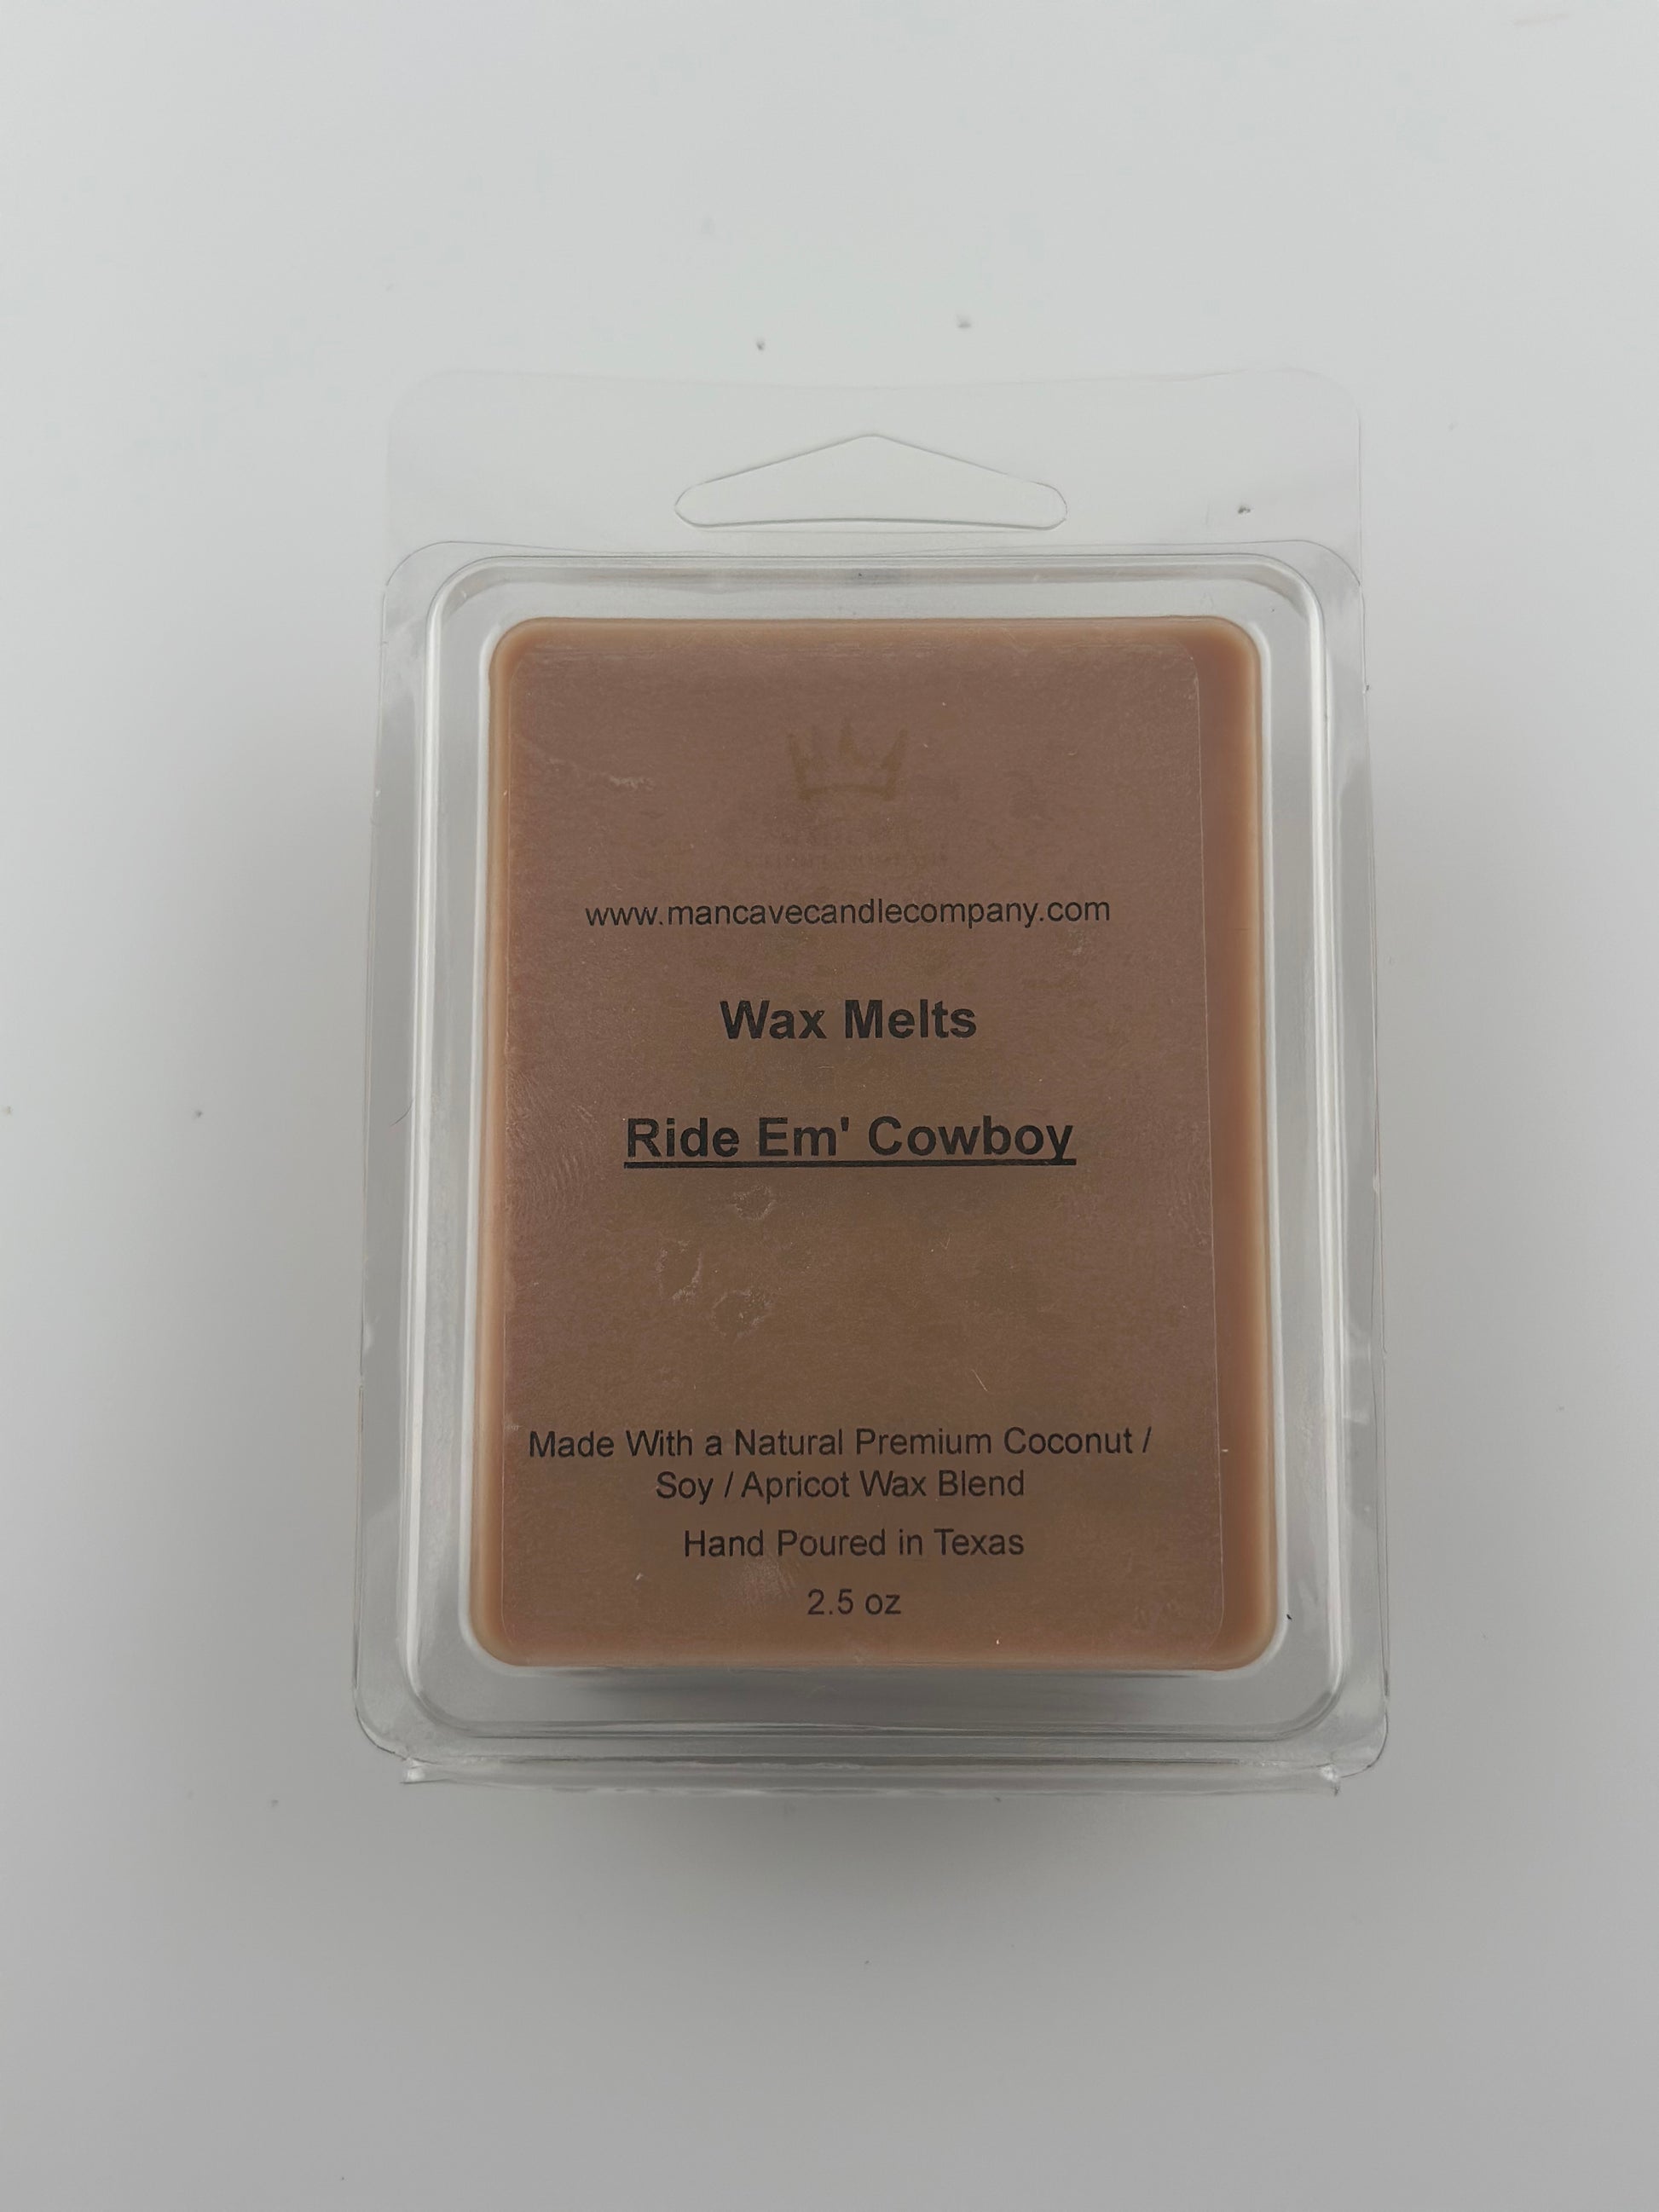 www.mancavecandlecompany.com
Wax Melts
Ride Em' Cowboy
Made With a Natural Premium Coconut /
Soy / Apricot Wax Blend
Hand Poured in Texas
2.5 oz